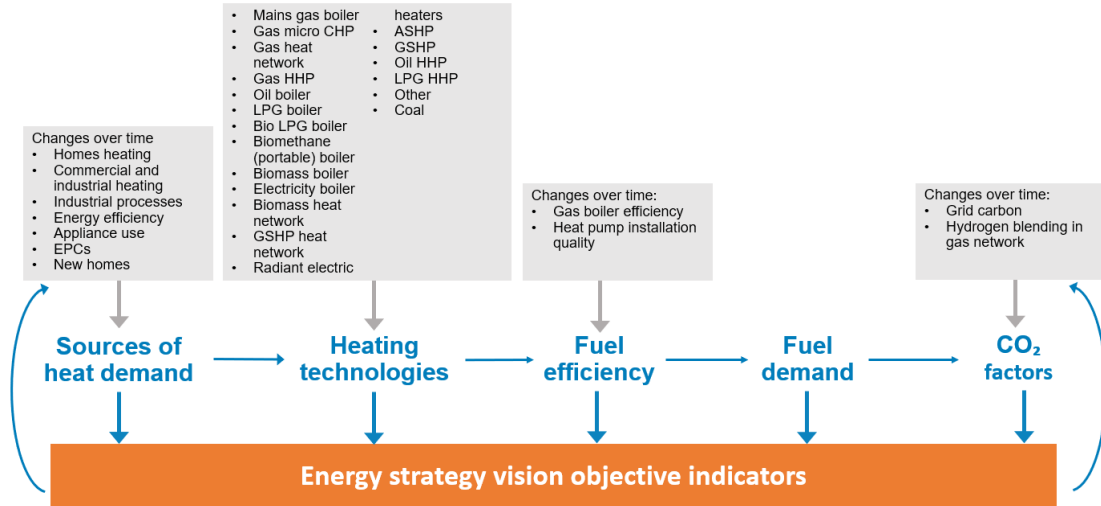 Changes over time
• Homes heating
• Commercial and
industrial heating
• Industrial processes
• Energy efficiency
• Appliance use
• EPCs
• New homes
• Mains gas boiler
• Gas micro CHP
• Gas heat
network
• Gas HHP
• Oil boiler
• LPG boiler
• Bio LPG boiler
• Biomethane
(portable) boiler
• Biomass boiler
• Electricity boiler
• Biomass heat
network
• GSHP heat
network
• Radiant electric
heaters
• ASHP
• GSHP
• Oil HHP
• LPG HHP
• Other
• Coal
Changes over time:
• Gas boiler efficiency
• Heat pump installation
quality
Changes over time:
• Grid carbon
• Hydrogen blending in
gas network
Sources of
heat demand
Heating
technologies
Fuel
efficiency
Fuel
demand
CO₂
factors
Energy strategy vision objective indicators